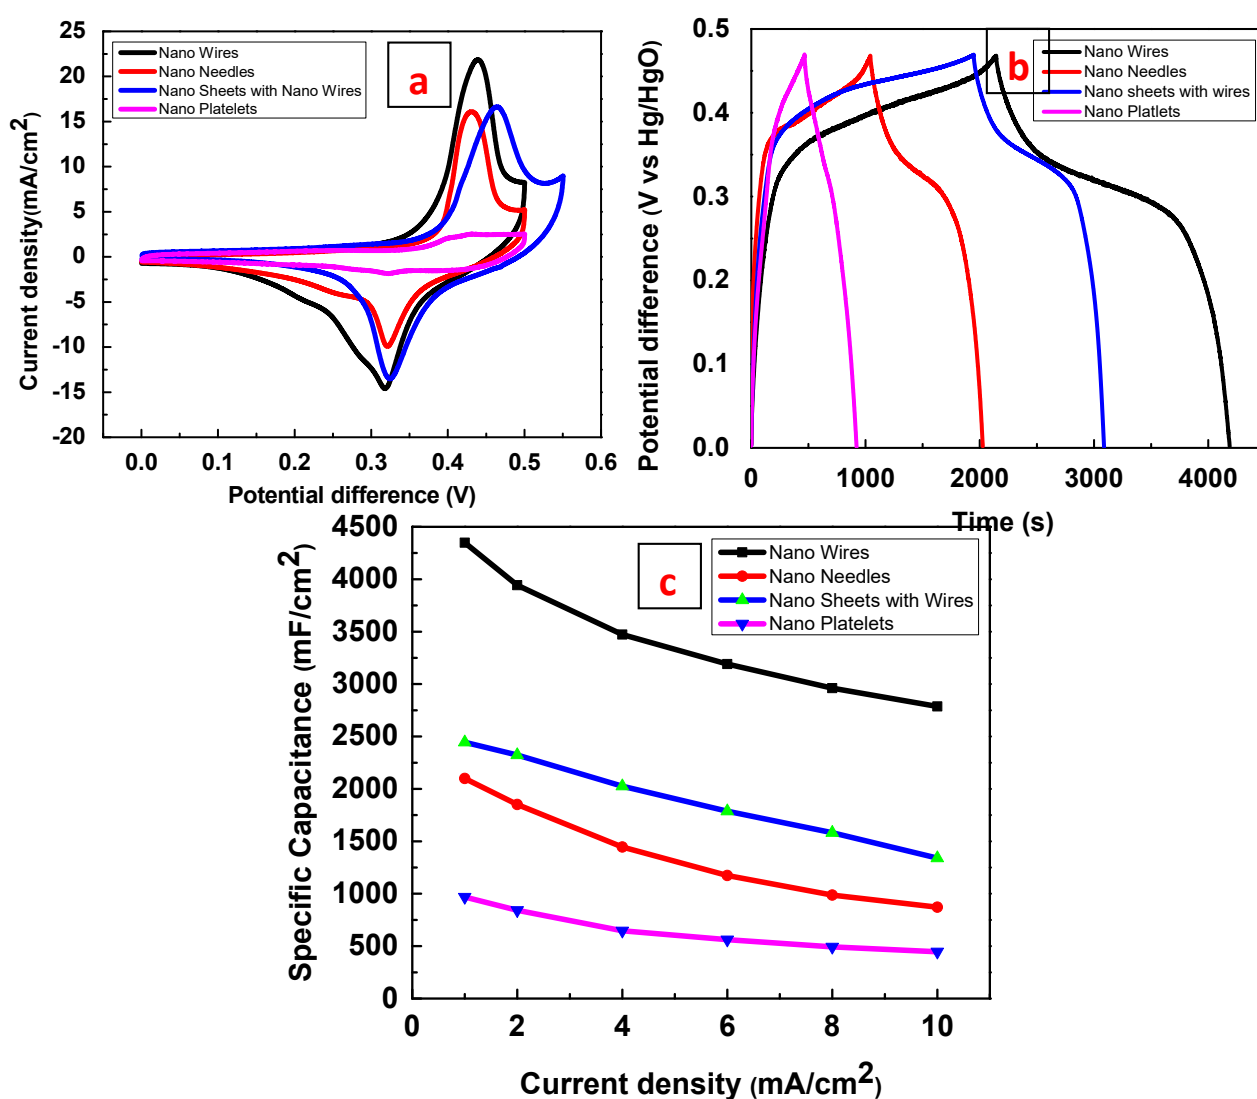 a
Nano Wires
Nano Needles
Nano Sheets with Nano Wires
Nano Platelets
25
20
15
10
5
0
-5
-10
-15
-20
Current density(mA/cm²)
0.0 0.1 0.2 0.3 0.4 0.5 0.6
Potential difference (V)
b
Nano Wires
Nano Needles
Nano sheets with wires
Nano Platlets
0.5
0.4
0.3
0.2
0.1
0.0
Potential difference (V vs Hg/HgO)
0 1000 2000 3000 4000
Time (s)
c
Nano Wires
Nano Needles
Nano Sheets with Wires
Nano Platelets
4500
4000
3500
3000
2500
2000
1500
1000
500
0
Specific Capacitance (mF/cm²)
0 2 4 6 8 10
Current density (mA/cm²)